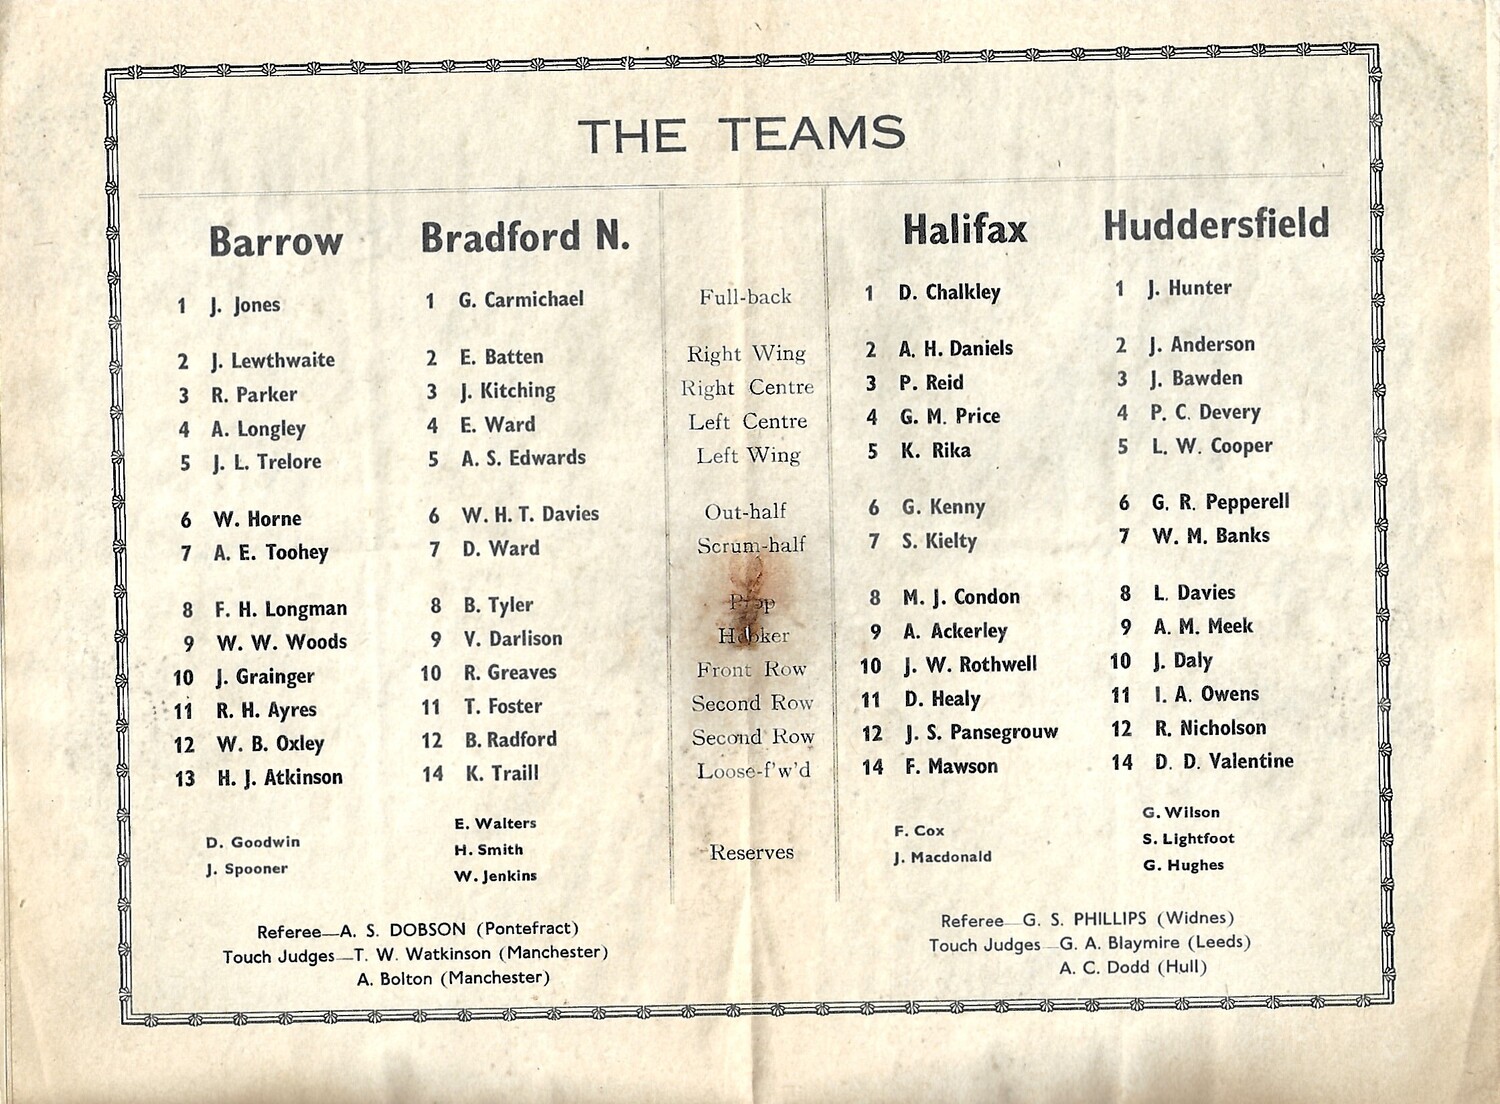 THE TEAMS
Barrow Bradford N. Halifax Huddersfield
1 J. Jones 1 G. Carmichael Full-back 1 D. Chalkley 1 J. Hunter
2 J. Lewthwaite 2 E. Batten Right Wing 2 A. H. Daniels 2 J. Anderson
3 R. Parker 3 J. Kitching Right Centre 3 P. Reid 3 J. Bawden
4 A. Longley 4 E. Ward Left Centre 4 G. M. Price 4 P. C. Devery
5 J. L. Trelore 5 A. S. Edwards Left Wing 5 K. Rika 5 L. W. Cooper
6 W. Horne 6 W. H. T. Davies Out-half 6 G. Kenny 6 G. R. Pepperell
7 A. E. Toohey 7 D. Ward Scrum-half 7 S. Kielty 7 W. M. Banks
8 F. H. Longman 8 B. Tyler Prop 8 M. J. Condon 8 L. Davies
9 W. W. Woods 9 V. Darlison Hooker 9 A. Ackerley 9 A. M. Meek
10 J. Grainger 10 R. Greaves Front Row 10 J. W. Rothwell 10 J. Daly
11 R. H. Ayres 11 T. Foster Second Row 11 D. Healy 11 I. A. Owens
12 W. B. Oxley 12 B. Radford Second Row 12 J. S. Pansegrouw 12 R. Nicholson
13 H. J. Atkinson 14 K. Traill Loose-f'w'd 14 F. Mawson 14 D. D. Valentine
D. Goodwin
J. Spooner
E. Walters
H. Smith
W. Jenkins
Reserves
F. Cox
J. Macdonald
G. Wilson
S. Lightfoot
G. Hughes
Referee—A. S. DOBSON (Pontefract)
Touch Judges—T. W. Watkinson (Manchester)
A. Bolton (Manchester)
Referee—G. S. PHILLIPS (Widnes)
Touch Judges—G. A. Blaymire (Leeds)
A. C. Dodd (Hull)